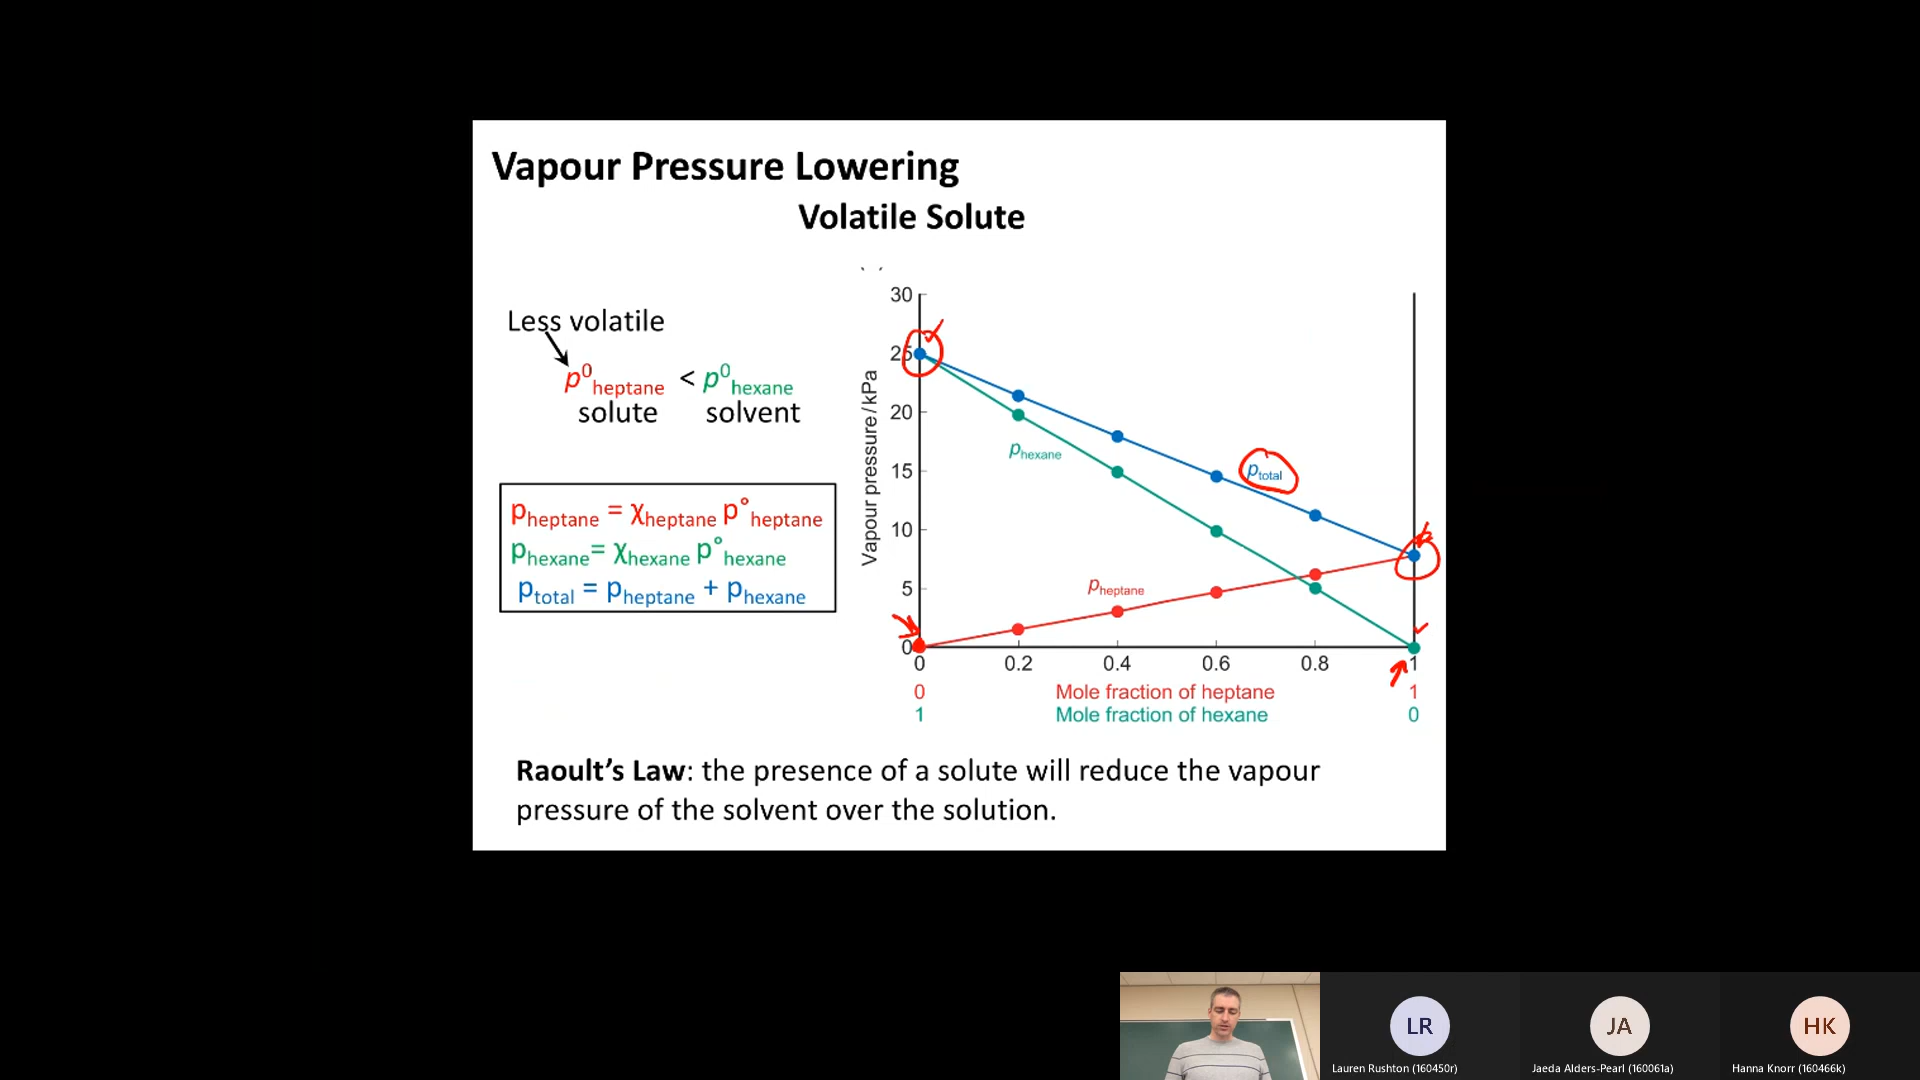 Vapour Pressure Lowering
Volatile Solute
Less volatile
p⁰heptane < p⁰hexane
solute solvent
pheptane = χheptane p°heptane
phexane= χhexane p°hexane
ptotal = pheptane + phexane
Vapour pressure/kPa
30
25
20
15
10
5
0
phexane
ptotal
pheptane
0 0.2 0.4 0.6 0.8 1
0 Mole fraction of heptane 1
1 Mole fraction of hexane 0
Raoult’s Law: the presence of a solute will reduce the vapour
pressure of the solvent over the solution.
LR JA HK
Lauren Rushton (160450r) Jaeda Alders-Pearl (160061a) Hanna Knorr (160466k)